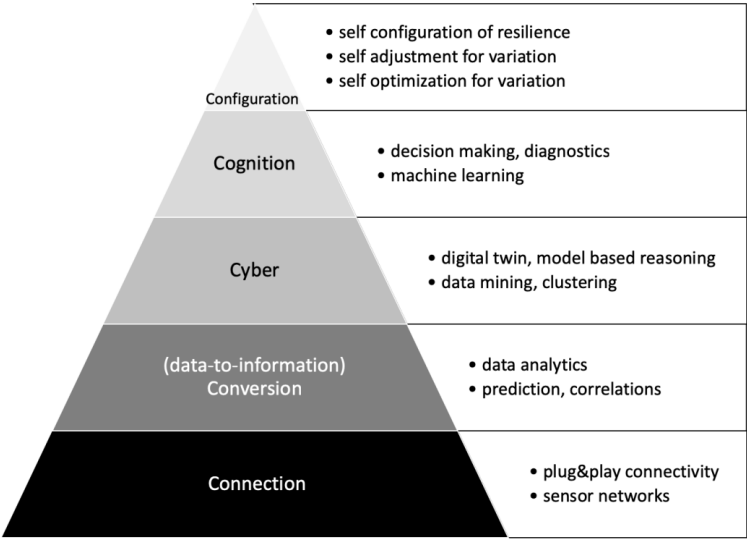 • self configuration of resilience
• self adjustment for variation
• self optimization for variation
Configuration
Cognition
• decision making, diagnostics
• machine learning
Cyber
• digital twin, model based reasoning
• data mining, clustering
(data-to-information)
Conversion
• data analytics
• prediction, correlations
Connection
• plug&play connectivity
• sensor networks